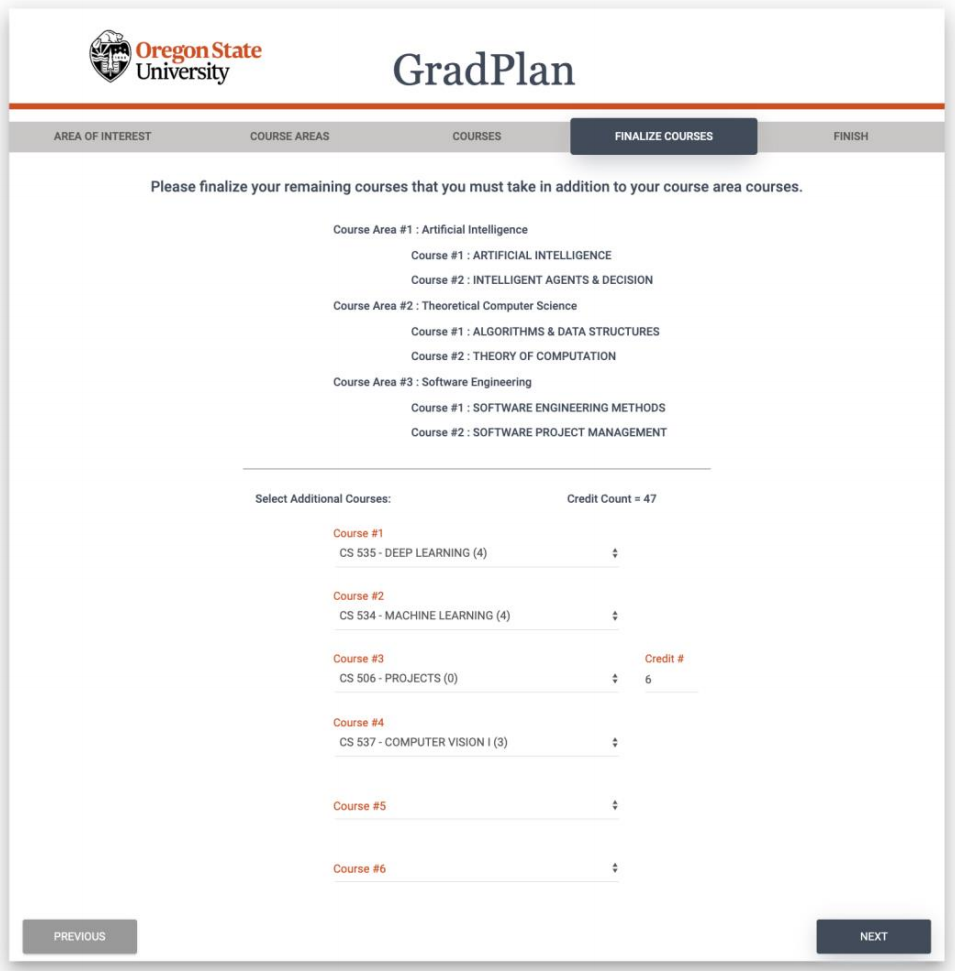 Oregon State
University
GradPlan
AREA OF INTEREST
COURSE AREAS
COURSES
FINALIZE COURSES
FINISH
Please finalize your remaining courses that you must take in addition to your course area courses.
Course Area #1 : Artificial Intelligence
Course #1 : ARTIFICIAL INTELLIGENCE
Course #2 : INTELLIGENT AGENTS & DECISION
Course Area #2 : Theoretical Computer Science
Course #1 : ALGORITHMS & DATA STRUCTURES
Course #2 : THEORY OF COMPUTATION
Course Area #3 : Software Engineering
Course #1 : SOFTWARE ENGINEERING METHODS
Course #2 : SOFTWARE PROJECT MANAGEMENT
Select Additional Courses:
Credit Count = 47
Course #1
CS 535 - DEEP LEARNING (4)
Course #2
CS 534 - MACHINE LEARNING (4)
Course #3
Credit #
CS 506 - PROJECTS (0)
6
Course #4
CS 537 - COMPUTER VISION I (3)
Course #5
Course #6
PREVIOUS
NEXT